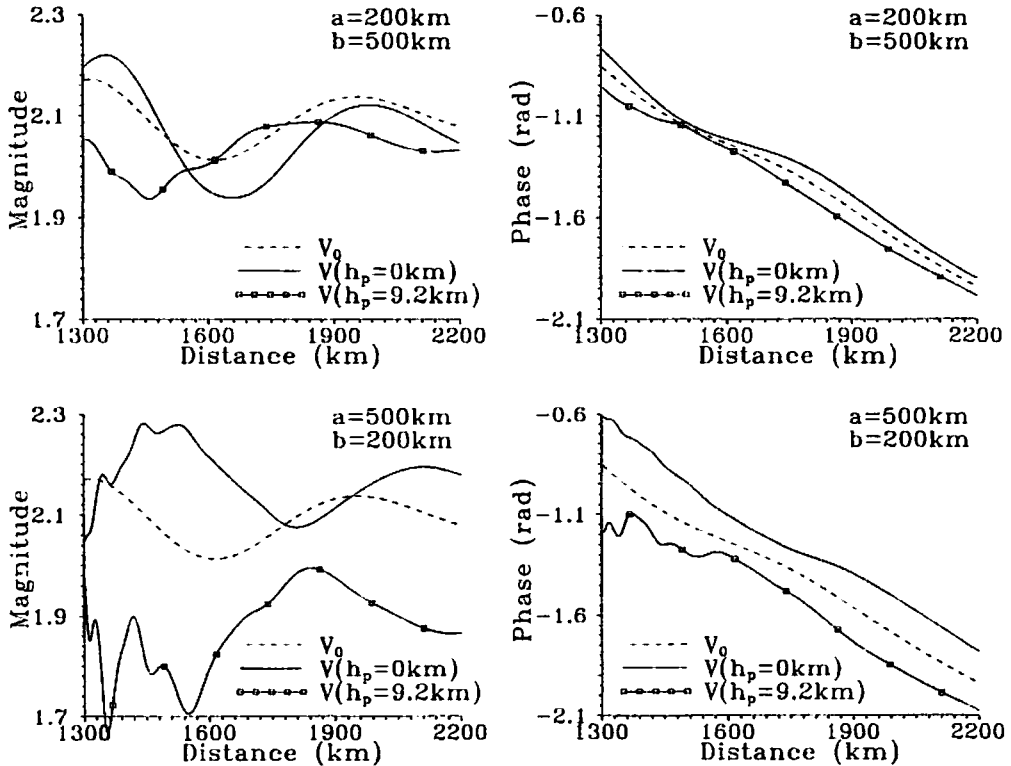 2.3
2.1
1.9
1.7
Magnitude
a=200km
b=500km
V₀
V(hₚ=0km)
V(hₚ=9.2km)
1300 1600 1900 2200
Distance (km)
-0.6
-1.1
-1.6
-2.1
Phase (rad)
a=200km
b=500km
V₀
V(hₚ=0km)
V(hₚ=9.2km)
1300 1600 1900 2200
Distance (km)
2.3
2.1
1.9
1.7
Magnitude
a=500km
b=200km
V₀
V(hₚ=0km)
V(hₚ=9.2km)
1300 1600 1900 2200
Distance (km)
-0.6
-1.1
-1.6
-2.1
Phase (rad)
a=500km
b=200km
V₀
V(hₚ=0km)
V(hₚ=9.2km)
1300 1600 1900 2200
Distance (km)